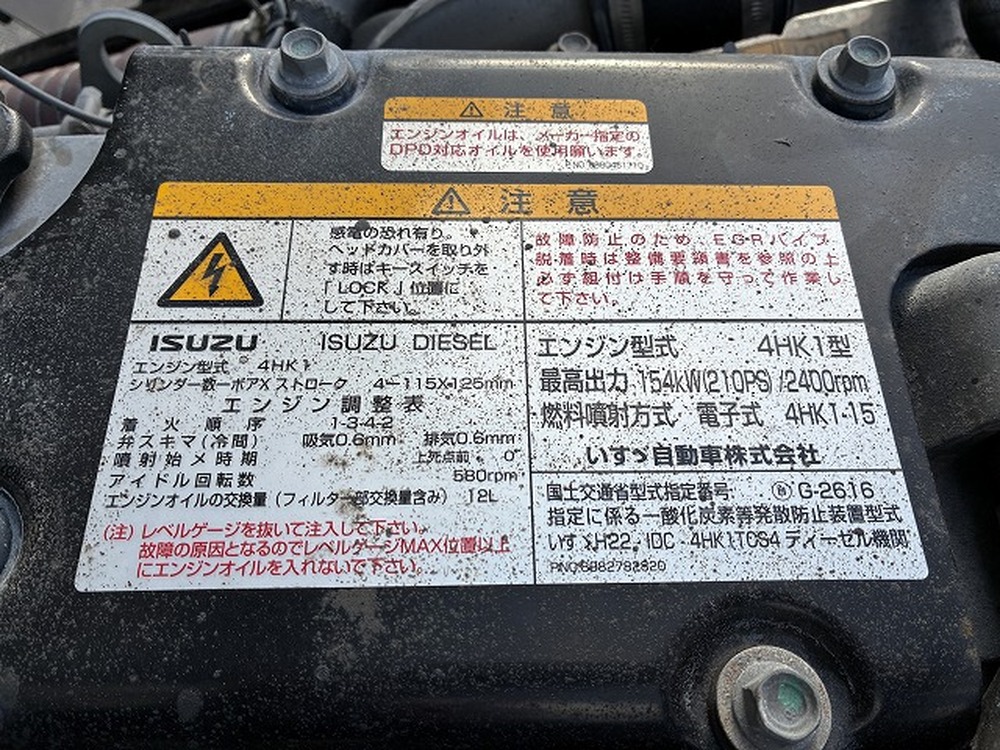 注意
エンジンオイルは、メーカー指定の
DPD対応オイルを使用願います。
注意
感電の恐れ有り。
ヘッドカバーを取り外
す時はキースイッチを
「LOCK」位置に
して下さい。
故障防止のため、EGRパイプ
脱着時は整備要領書を参照の上
必ず組付け手順を守って作業し
て下さい。
ISUZU ISUZU DIESEL
エンジン型式 4HK1
シリンダー数ーボアXストローク 4ー115X125mm
エンジン調整表
着火順序 1-3-4-2
弁スキマ(冷間) 吸気0.6mm 排気0.6mm
噴射始メ時期 上死点前 0°
アイドル回転数 580rpm
エンジンオイルの交換量(フィルター部交換量含み) 12L
(注)レベルゲージを抜いて注入して下さい。
故障の原因となるのでレベルゲージMAX位置以上
にエンジンオイルを入れないで下さい。
エンジン型式 4HK1型
最高出力 154kW(210PS)/2400rpm
燃料噴射方式 電子式 4HK1-15
いすゞ自動車株式会社
国土交通省型式指定番号: G-2616
指定に係る一酸化炭素等発散防止装置型式
いすゞH22・IDC・4HK1TCS4 ディーゼル機関